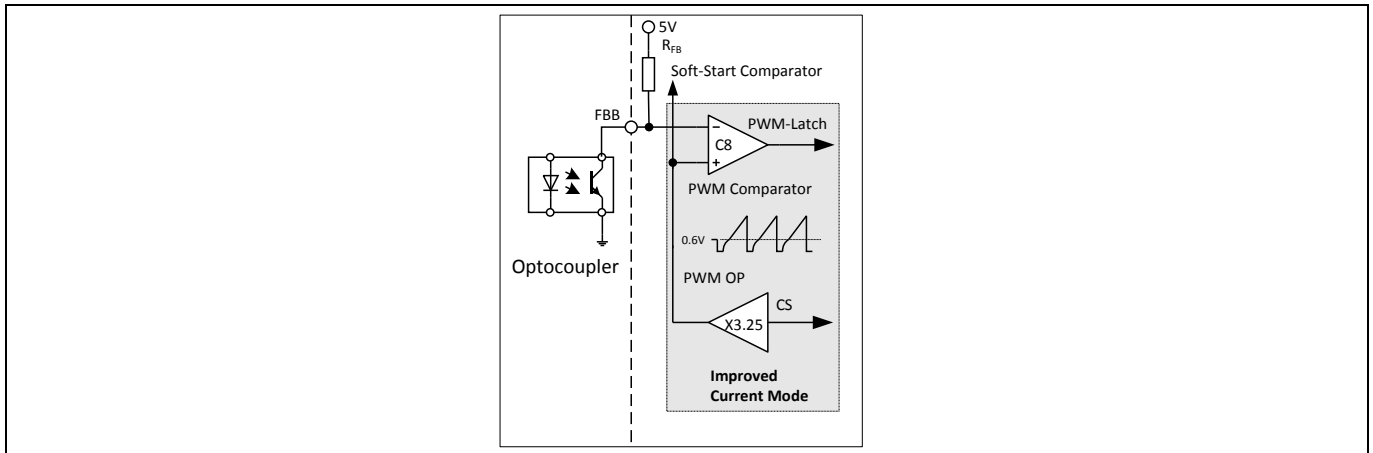 5V
RFB
Soft-Start Comparator
FBB
PWM-Latch
−
C8
+
PWM Comparator
0.6V
Optocoupler
PWM OP
CS
X3.25
Improved
Current Mode